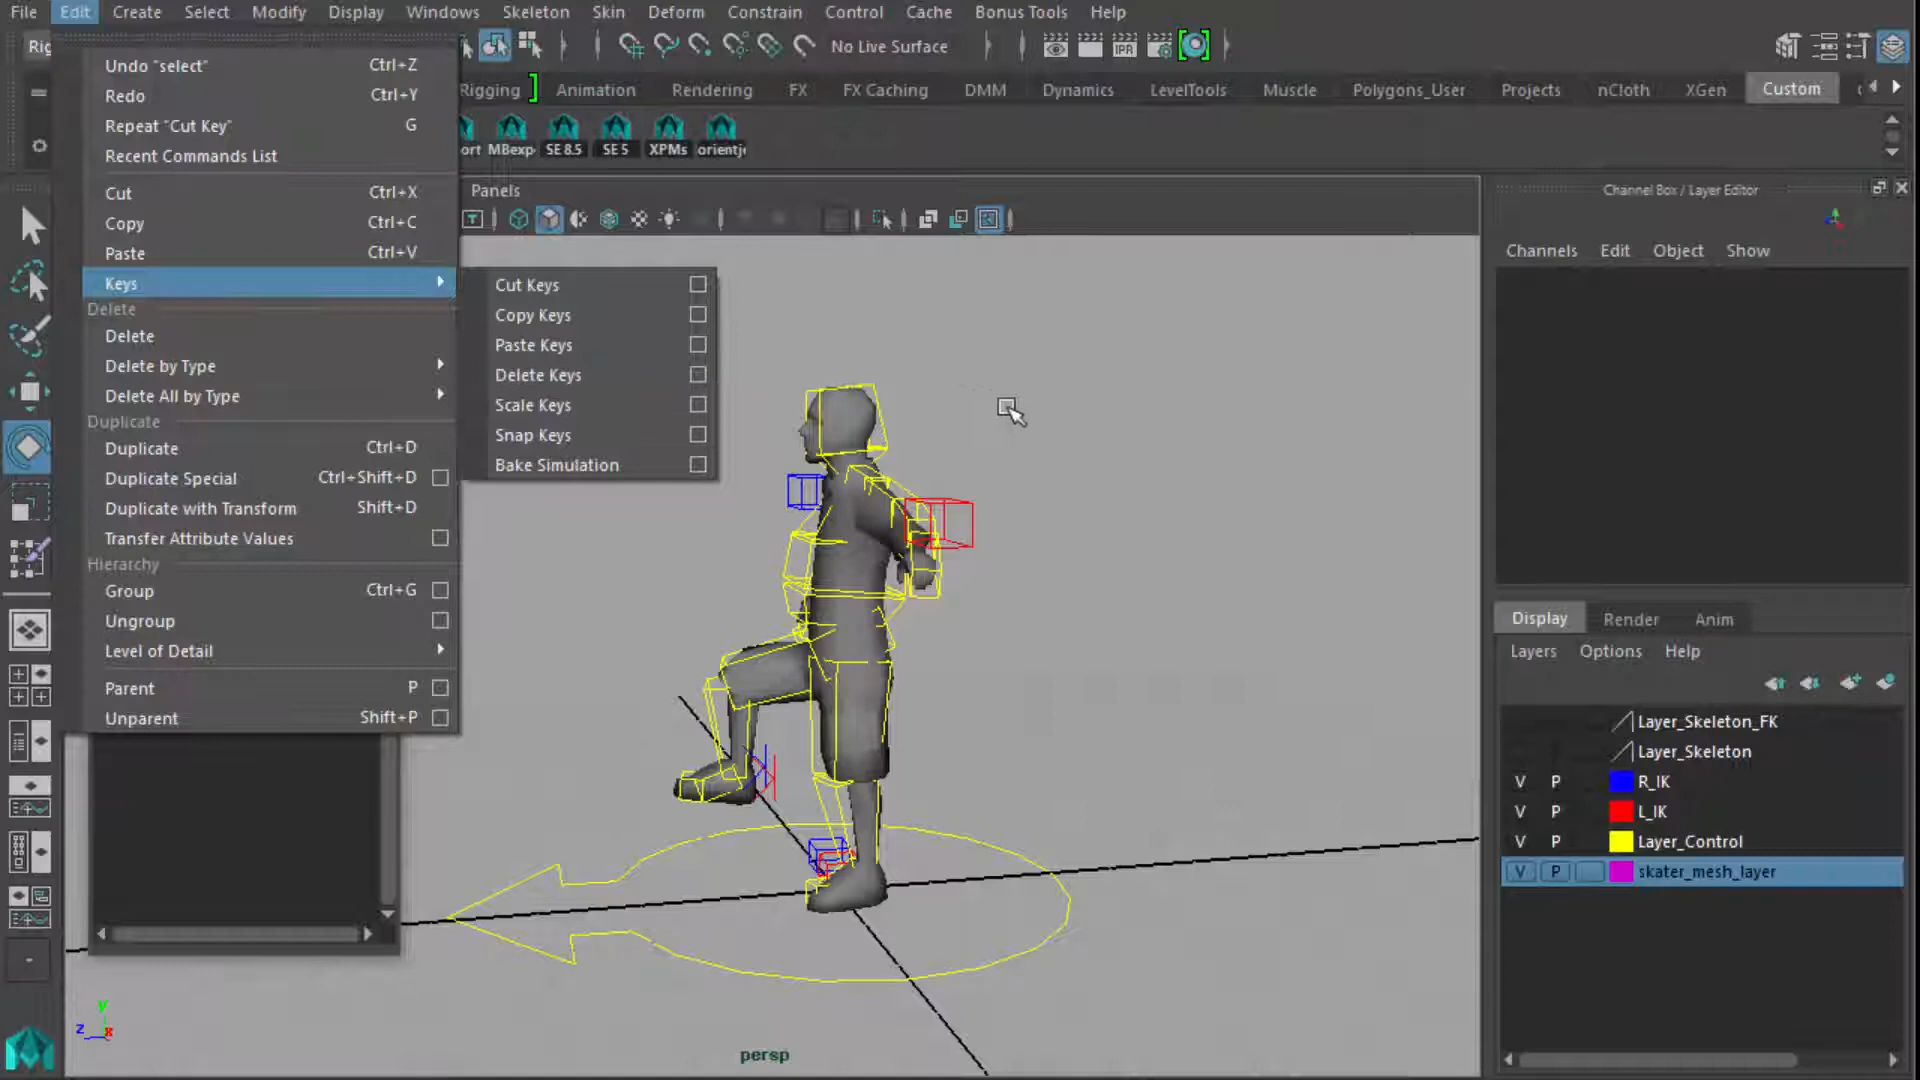 File Edit Create Select Modify Display Windows Skeleton Skin Deform Constrain Control Cache Bonus Tools Help
Rig No Live Surface
Rigging Animation Rendering FX FX Caching DMM Dynamics LevelTools Muscle Polygons_User Projects nCloth XGen Custom
ort MBexp SE 8.5 SE 5 XPMs orientj
Panels
Undo "select" Ctrl+Z
Redo Ctrl+Y
Repeat "Cut Key" G
Recent Commands List
Cut Ctrl+X
Copy Ctrl+C
Paste Ctrl+V
Keys
Delete
Delete
Delete by Type
Delete All by Type
Duplicate
Duplicate Ctrl+D
Duplicate Special Ctrl+Shift+D
Duplicate with Transform Shift+D
Transfer Attribute Values
Hierarchy
Group Ctrl+G
Ungroup
Level of Detail
Parent P
Unparent Shift+P
Cut Keys
Copy Keys
Paste Keys
Delete Keys
Scale Keys
Snap Keys
Bake Simulation
IPR
Channel Box / Layer Editor
Channels Edit Object Show
Display Render Anim
Layers Options Help
Layer_Skeleton_FK
Layer_Skeleton
V P R_IK
V P L_IK
V P Layer_Control
V P skater_mesh_layer
y
z x
persp